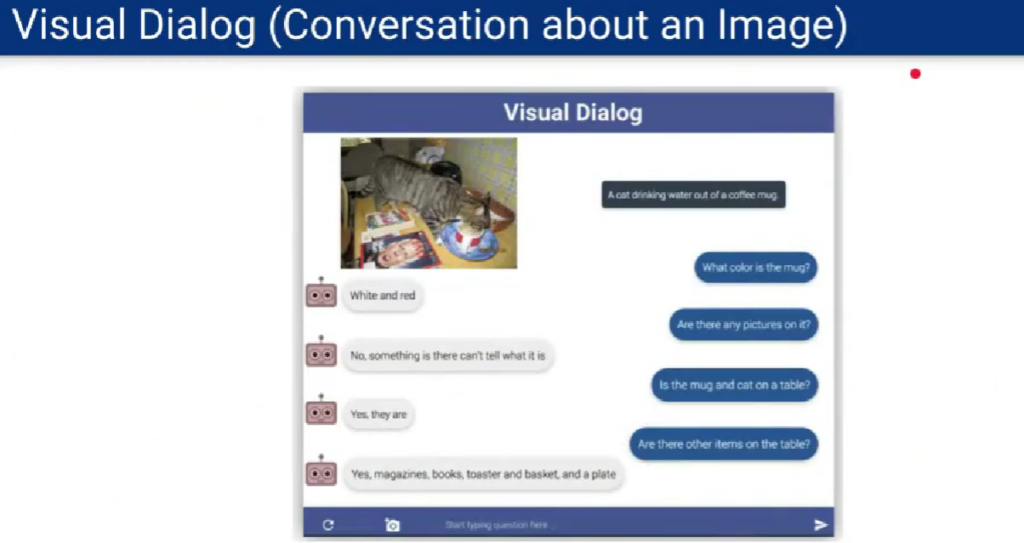 Visual Dialog (Conversation about an Image)
Visual Dialog
A cat drinking water out of a coffee mug.
What color is the mug?
White and red
Are there any pictures on it?
No, something is there can't tell what it is
Is the mug and cat on a table?
Yes, they are
Are there other items on the table?
Yes, magazines, books, toaster and basket, and a plate
Start typing question here ...